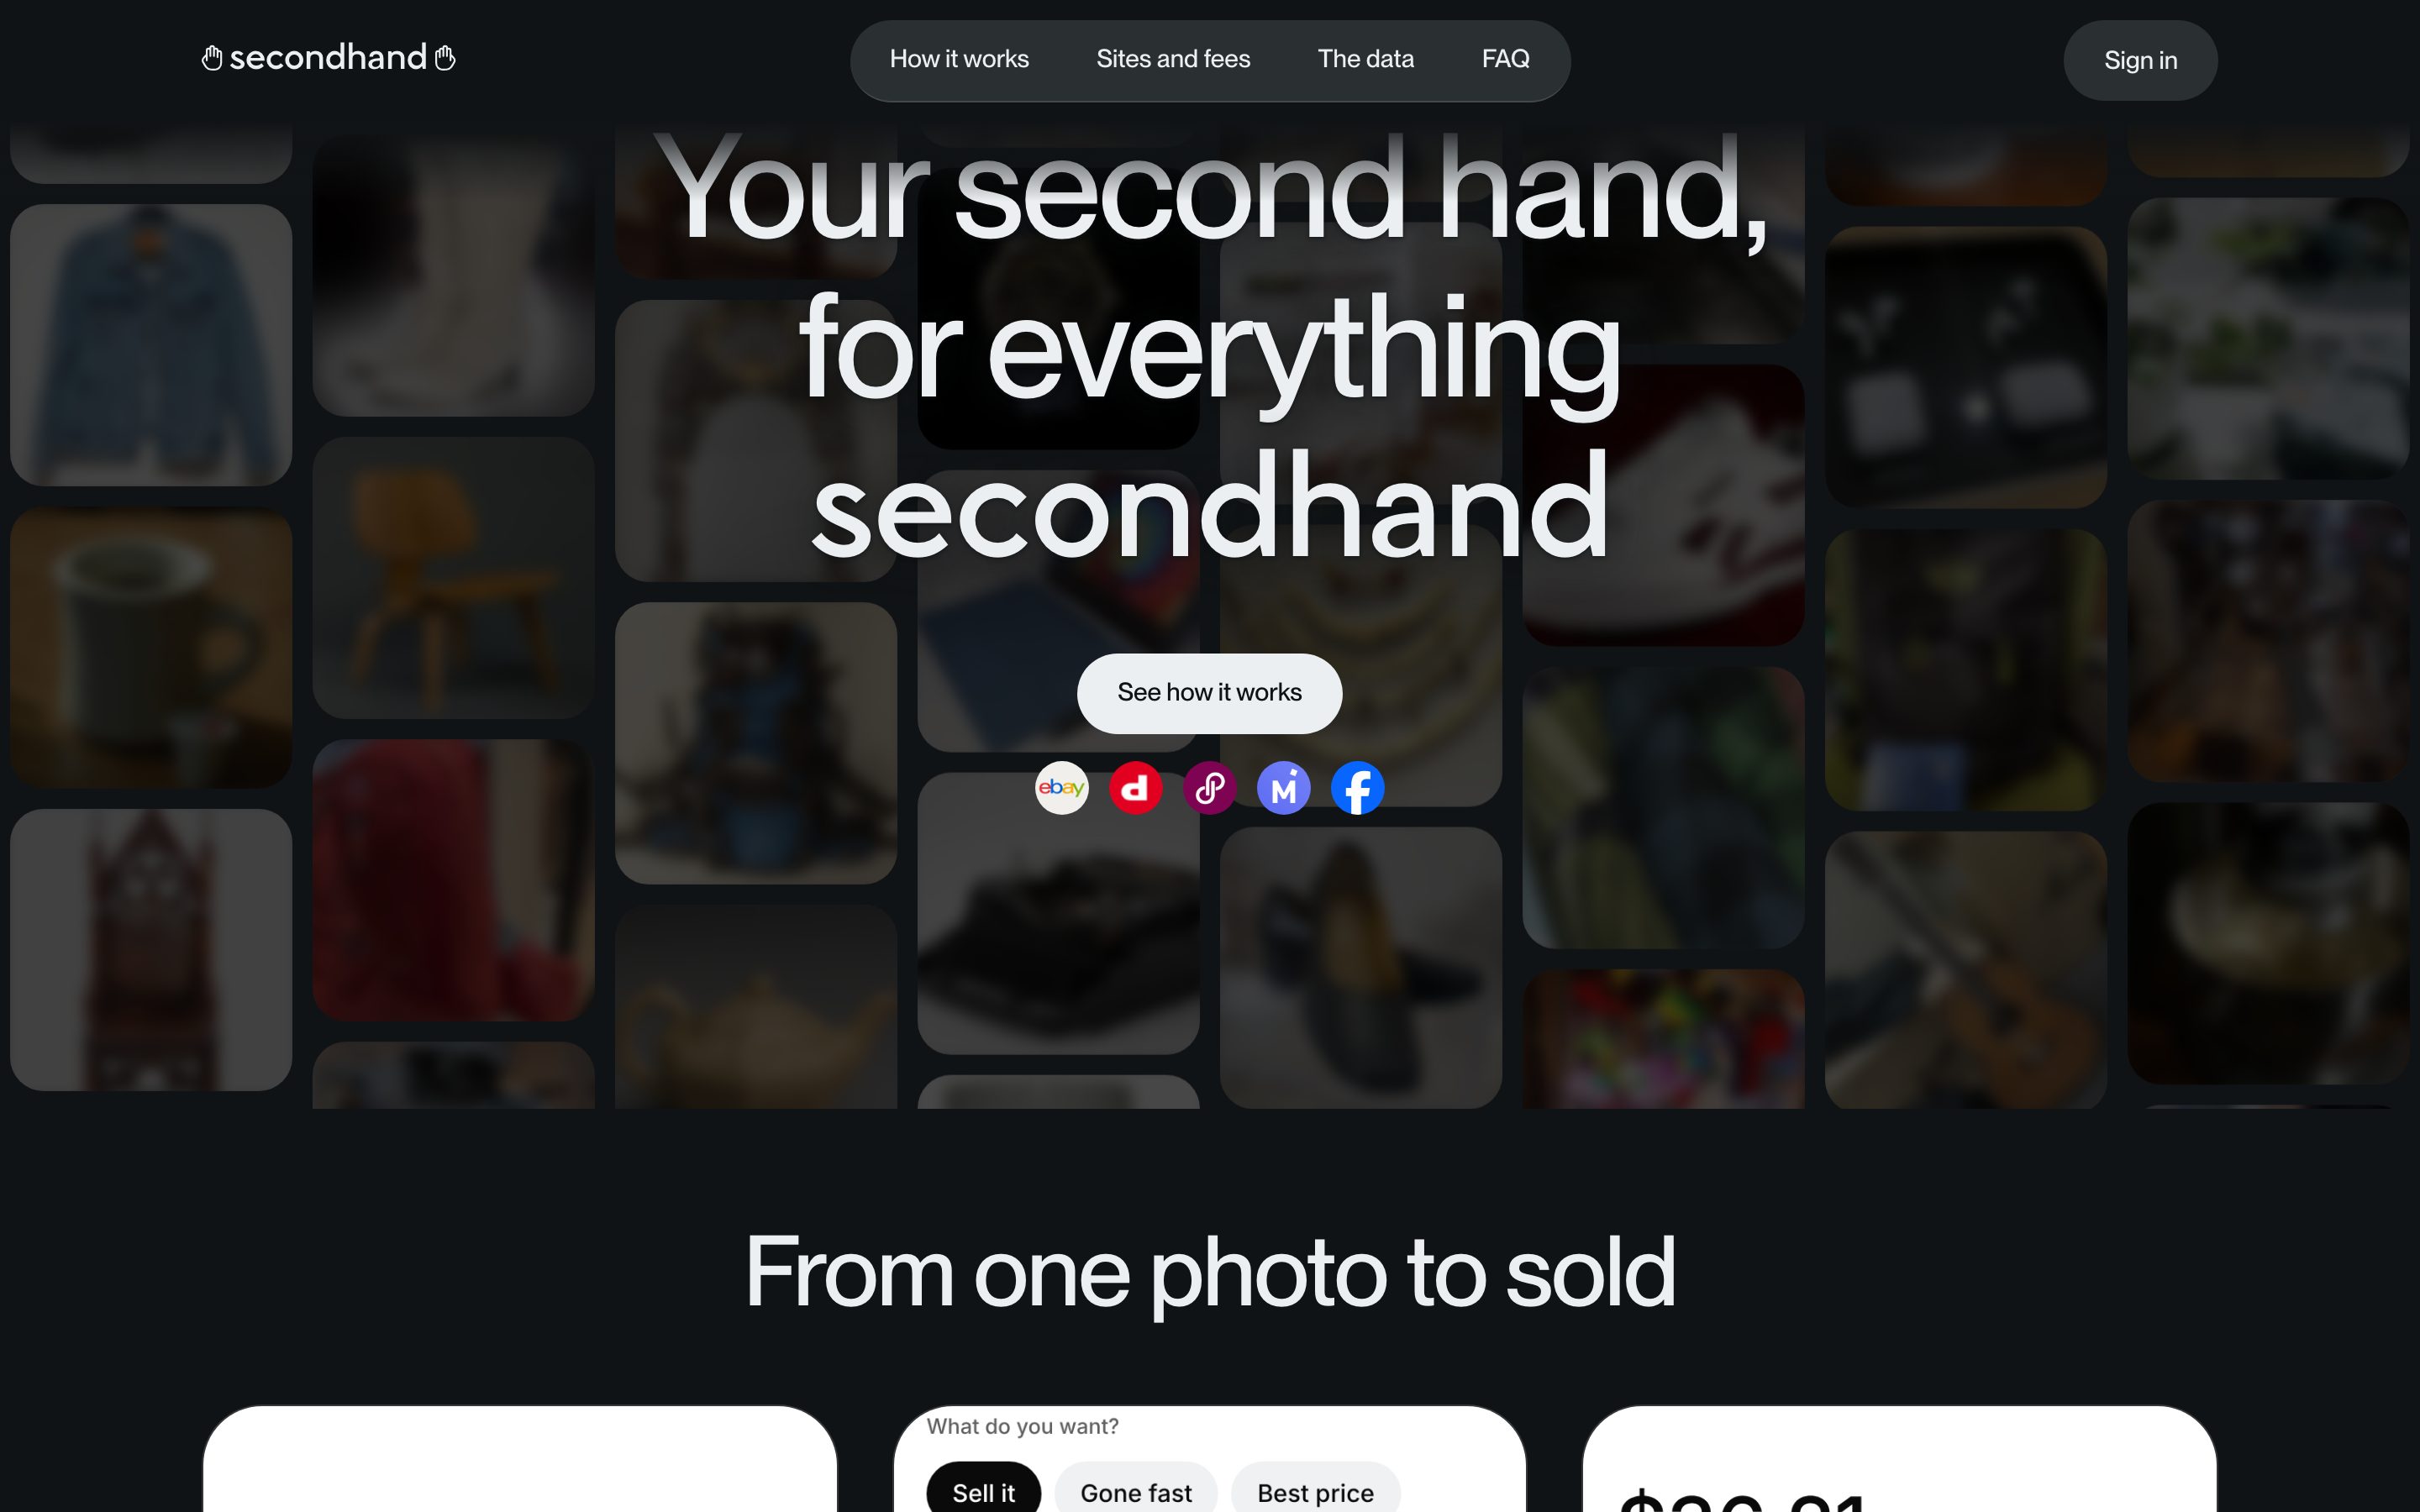 secondhand
How it works
Sites and fees
The data
FAQ
Sign in
Your second hand,
for everything
secondhand
See how it works
ebay
From one photo to sold
What do you want?
Sell it
Gone fast
Best price